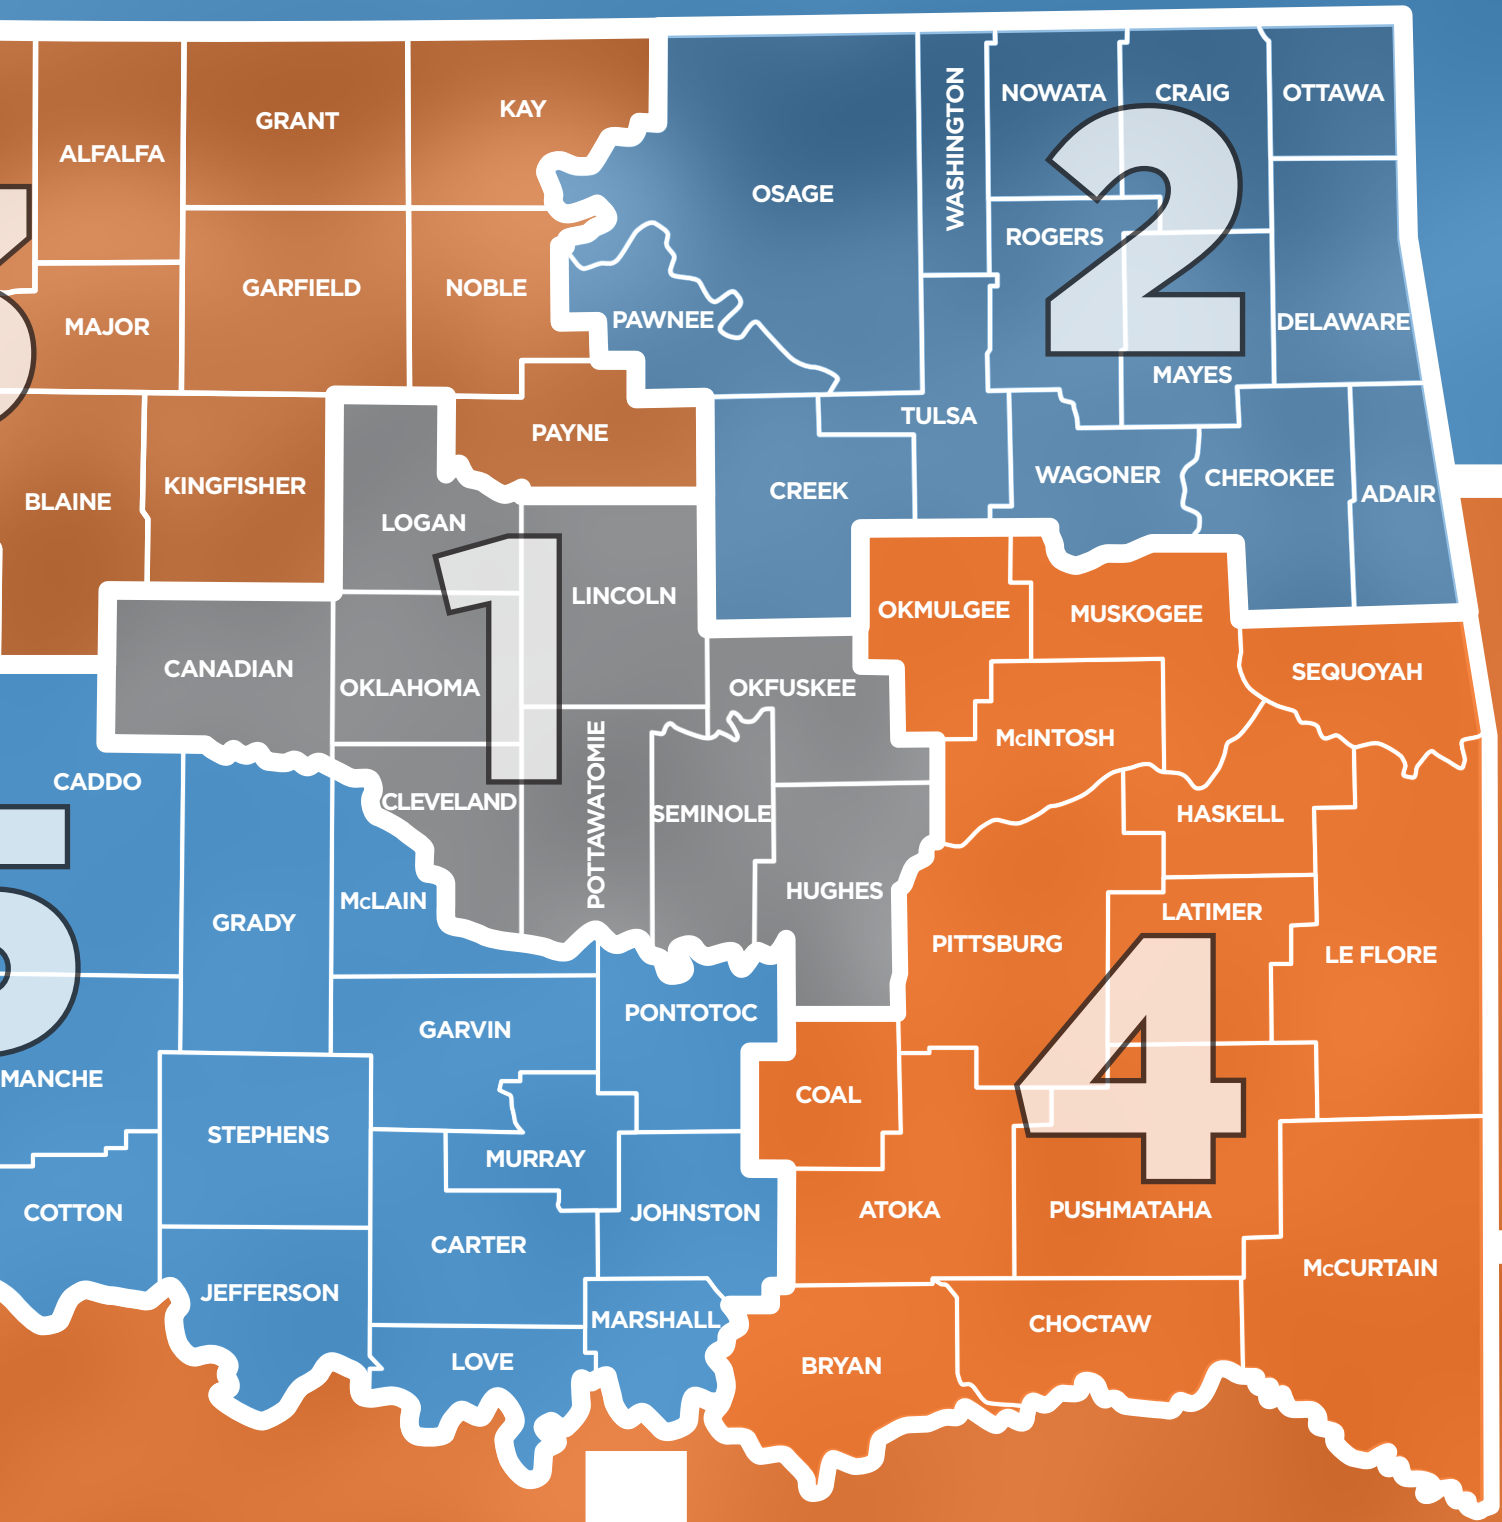 ALFALFA
GRANT
KAY
OSAGE
WASHINGTON
NOWATA
CRAIG
OTTAWA
2
ROGERS
MAJOR
GARFIELD
NOBLE
PAWNEE
DELAWARE
MAYES
TULSA
PAYNE
BLAINE
KINGFISHER
LOGAN
CREEK
WAGONER
CHEROKEE
ADAIR
1
LINCOLN
OKMULGEE
MUSKOGEE
CANADIAN
OKLAHOMA
OKFUSKEE
SEQUOYAH
McINTOSH
CADDO
CLEVELAND
POTTAWATOMIE
SEMINOLE
HASKELL
McLAIN
GRADY
HUGHES
PITTSBURG
LATIMER
LE FLORE
4
GARVIN
PONTOTOC
MANCHE
COAL
STEPHENS
MURRAY
COTTON
JOHNSTON
ATOKA
PUSHMATAHA
CARTER
McCURTAIN
JEFFERSON
MARSHALL
CHOCTAW
LOVE
BRYAN